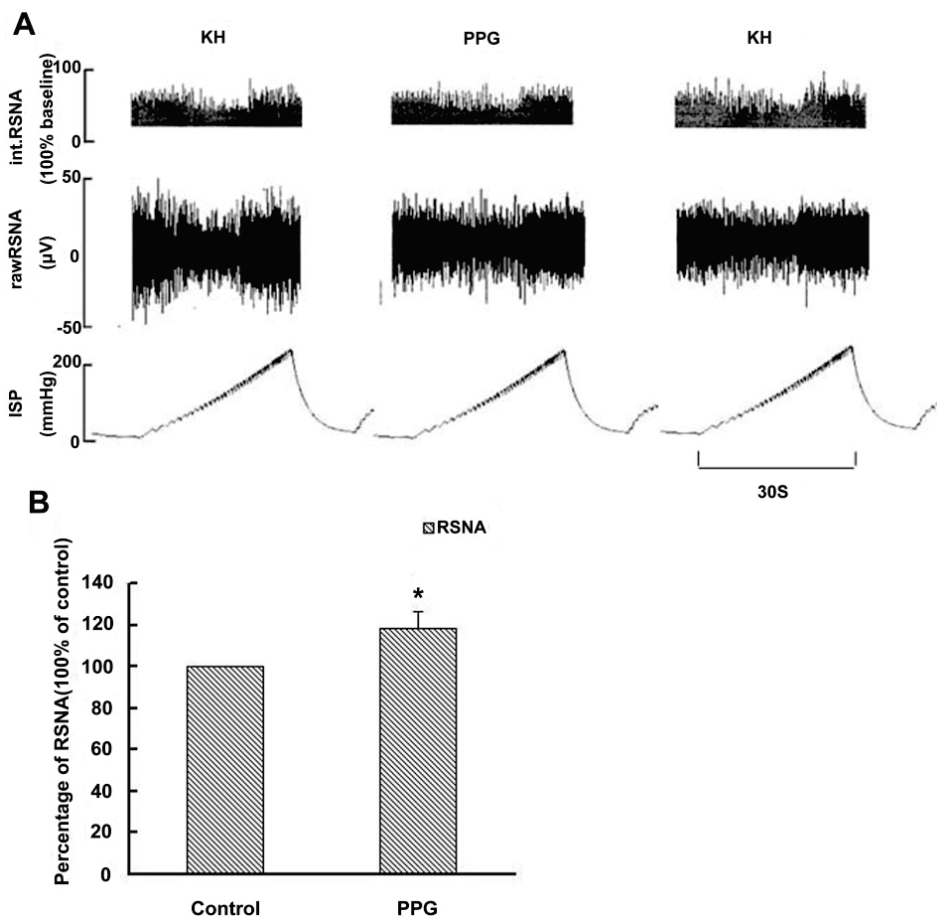 A
KH PPG KH
int.RSNA
(100% baseline)
100
0
rawRSNA
(µV)
50
0
-50
ISP
(mmHg)
200
0
30S
B
RSNA
Percentage of RSNA(100% of control)
140
120
100
80
60
40
20
0
*
Control PPG